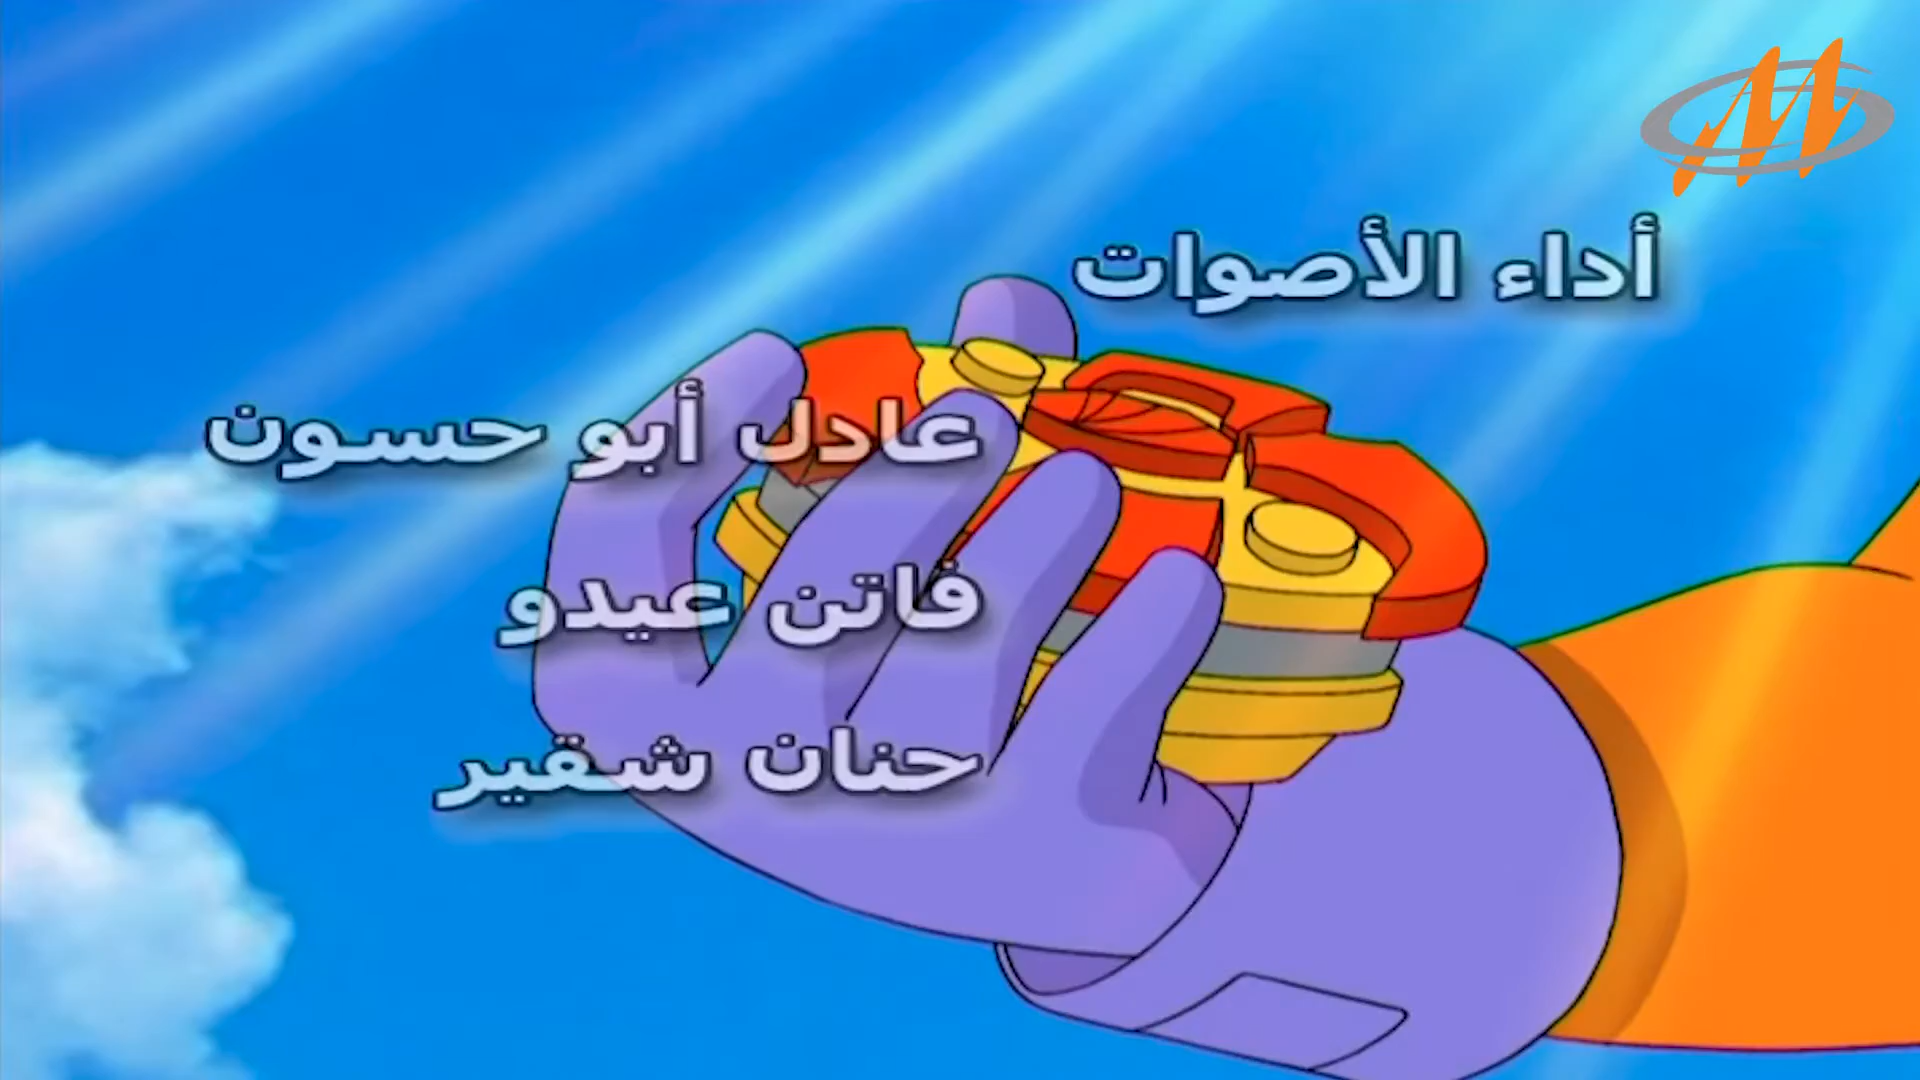 أداء الأصوات
عادل أبو حسون
فاتن عيدو
حنان شقير